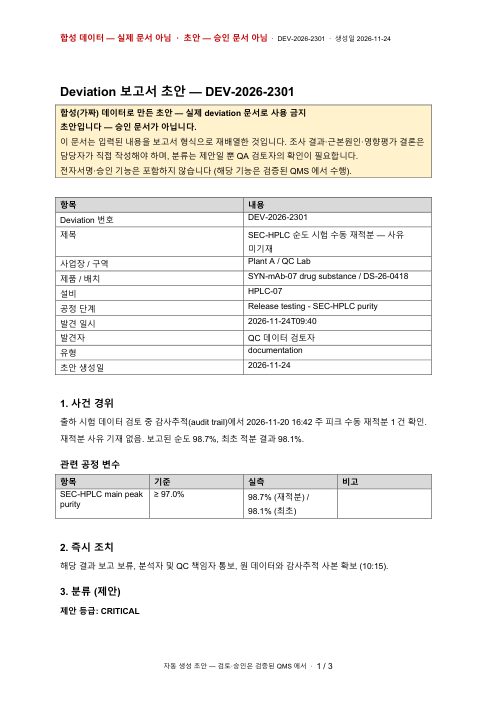 합성 데이터 — 실제 문서 아님 · 초안 — 승인 문서 아님 · DEV-2026-2301 · 생성일 2026-11-24
Deviation 보고서 초안 — DEV-2026-2301
합성(가짜) 데이터로 만든 초안 — 실제 deviation 문서로 사용 금지
초안입니다 — 승인 문서가 아닙니다.
이 문서는 입력된 내용을 보고서 형식으로 재배열한 것입니다. 조사 결과·근본원인·영향평가 결론은
담당자가 직접 작성해야 하며, 분류는 제안일 뿐 QA 검토자의 확인이 필요합니다.
전자서명·승인 기능은 포함하지 않습니다 (해당 기능은 검증된 QMS 에서 수행).
항목 내용
Deviation 번호 DEV-2026-2301
제목 SEC-HPLC 순도 시험 수동 재적분 — 사유
미기재
사업장 / 구역 Plant A / QC Lab
제품 / 배치 SYN-mAb-07 drug substance / DS-26-0418
설비 HPLC-07
공정 단계 Release testing - SEC-HPLC purity
발견 일시 2026-11-24T09:40
발견자 QC 데이터 검토자
유형 documentation
초안 생성일 2026-11-24
1. 사건 경위
출하 시험 데이터 검토 중 감사추적(audit trail)에서 2026-11-20 16:42 주 피크 수동 재적분 1 건 확인.
재적분 사유 기재 없음. 보고된 순도 98.7%, 최초 적분 결과 98.1%.
관련 공정 변수
항목 기준 실측 비고
SEC-HPLC main peak ≥ 97.0% 98.7% (재적분) /
purity 98.1% (최초)
2. 즉시 조치
해당 결과 보고 보류, 분석자 및 QC 책임자 통보, 원 데이터와 감사추적 사본 확보 (10:15).
3. 분류 (제안)
제안 등급: CRITICAL
자동 생성 초안 — 검토·승인은 검증된 QMS 에서 · 1 / 3